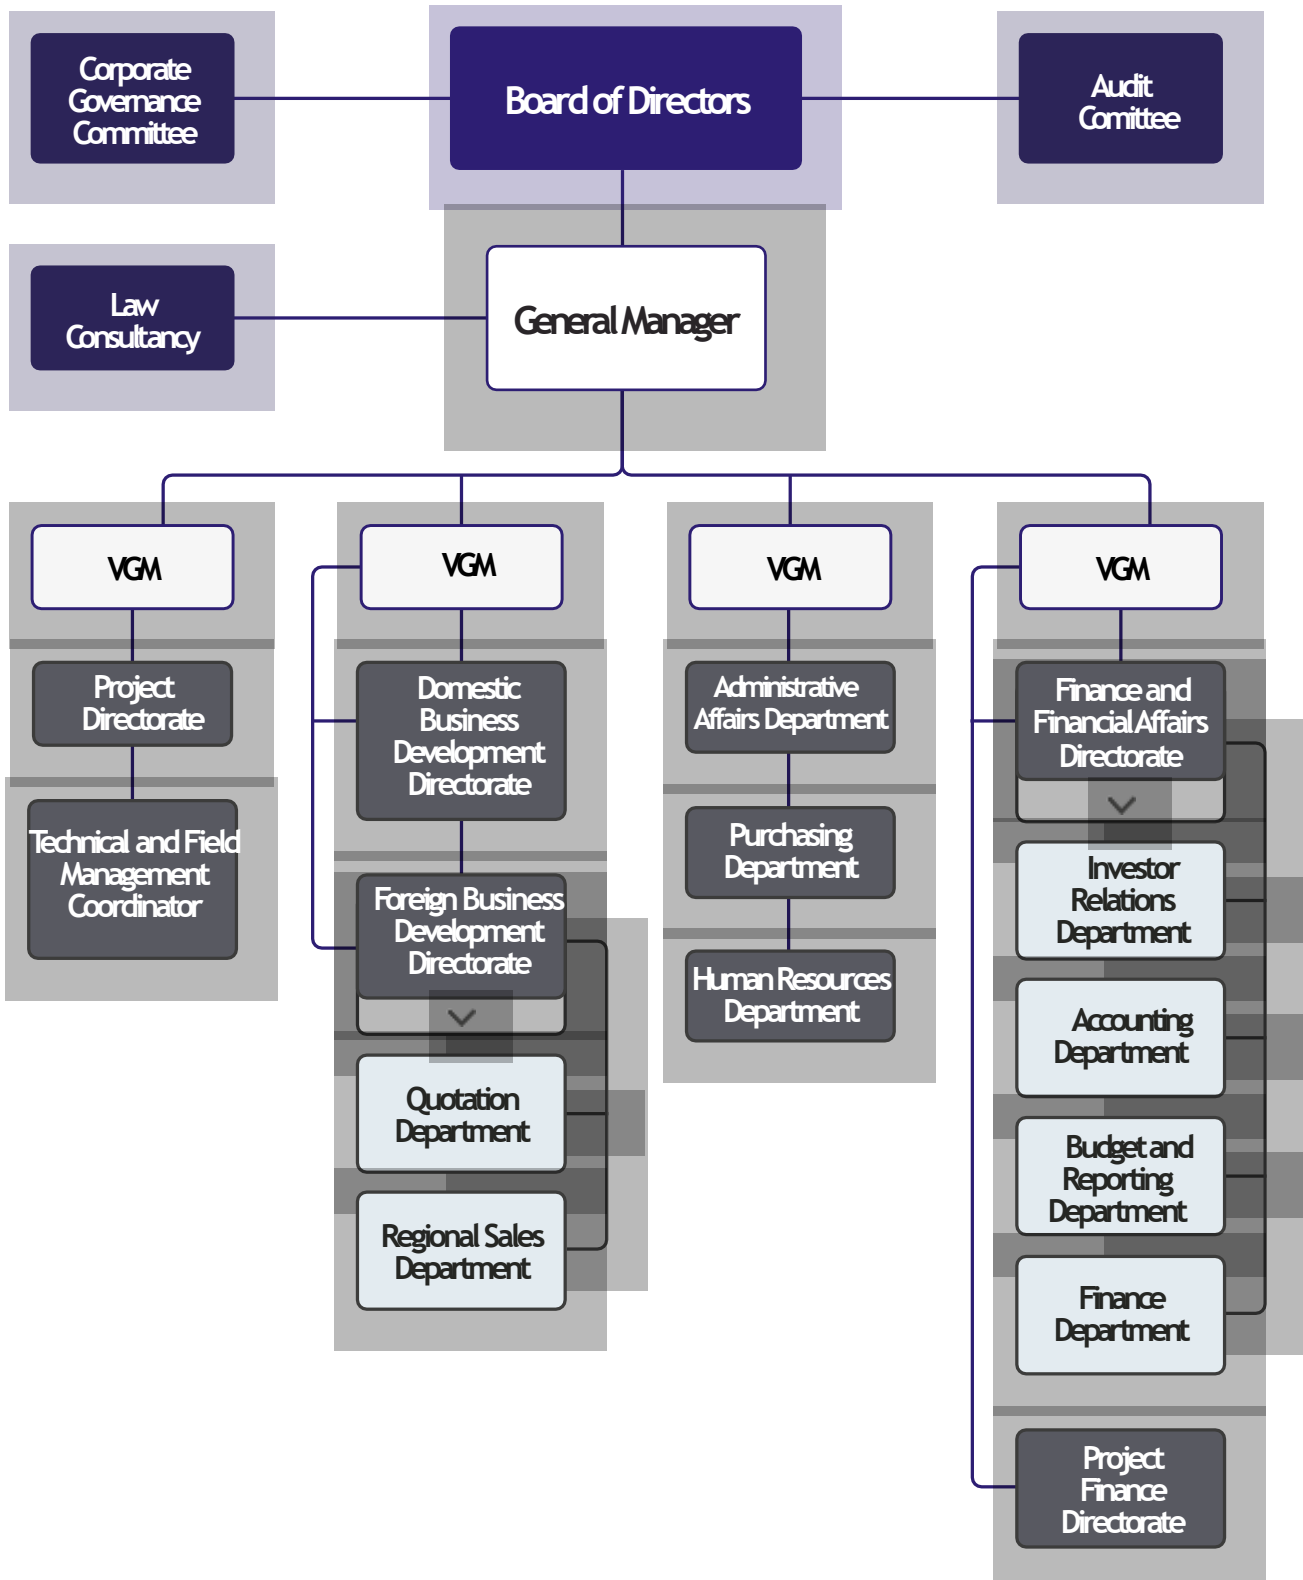 Corporate
Governance
Committee
Board of Directors
Audit
Comittee
Law
Consultancy
General Manager
VGM
VGM
VGM
VGM
Project
Directorate
Technical and Field
Management
Coordinator
Domestic
Business
Development
Directorate
Foreign Business
Development
Directorate
Quotation
Department
Regional Sales
Department
Administrative
Affairs Department
Purchasing
Department
Human Resources
Department
Finance and
Financial Affairs
Directorate
Investor
Relations
Department
Accounting
Department
Budget and
Reporting
Department
Finance
Department
Project
Finance
Directorate